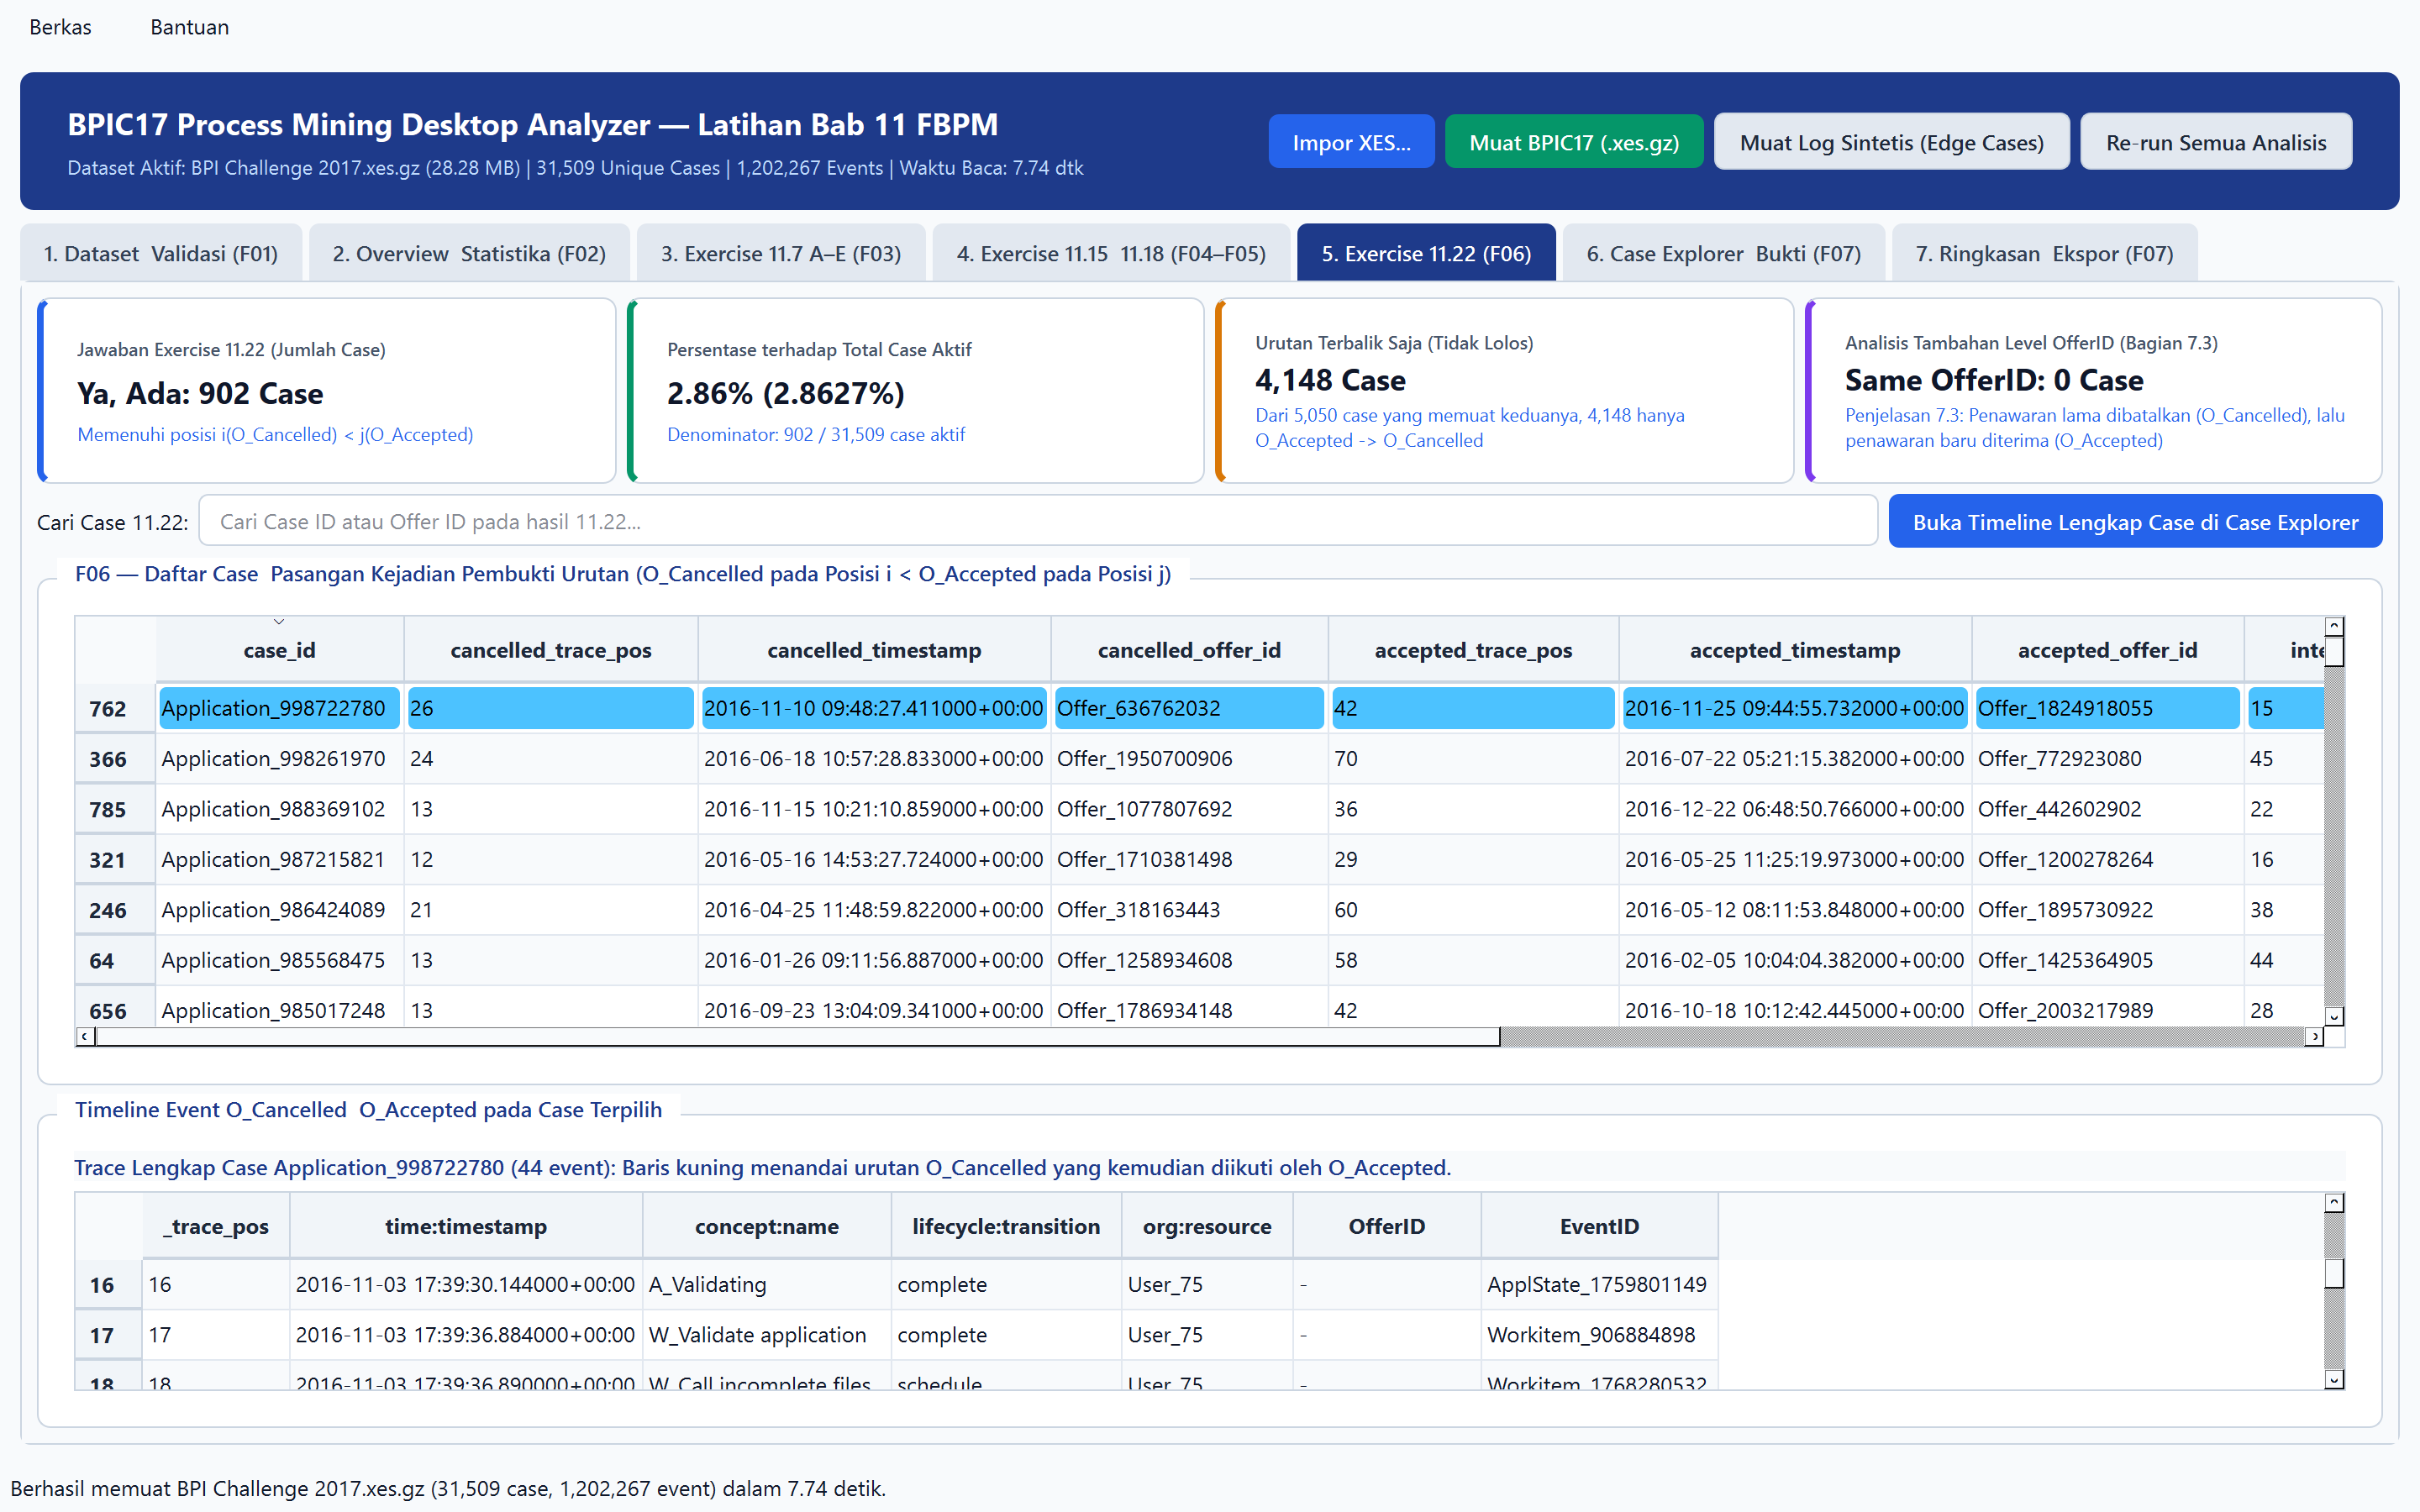 Berkas Bantuan
BPIC17 Process Mining Desktop Analyzer — Latihan Bab 11 FBPM
Dataset Aktif: BPI Challenge 2017.xes.gz (28.28 MB) | 31,509 Unique Cases | 1,202,267 Events | Waktu Baca: 7.74 dtk
Impor XES... Muat BPIC17 (.xes.gz) Muat Log Sintetis (Edge Cases) Re-run Semua Analisis
1. Dataset Validasi (F01) 2. Overview Statistika (F02) 3. Exercise 11.7 A–E (F03) 4. Exercise 11.15 11.18 (F04–F05) 5. Exercise 11.22 (F06) 6. Case Explorer Bukti (F07) 7. Ringkasan Ekspor (F07)
Jawaban Exercise 11.22 (Jumlah Case)
Ya, Ada: 902 Case
Memenuhi posisi i(O_Cancelled) < j(O_Accepted)
Persentase terhadap Total Case Aktif
2.86% (2.8627%)
Denominator: 902 / 31,509 case aktif
Urutan Terbalik Saja (Tidak Lolos)
4,148 Case
Dari 5,050 case yang memuat keduanya, 4,148 hanya
O_Accepted -> O_Cancelled
Analisis Tambahan Level OfferID (Bagian 7.3)
Same OfferID: 0 Case
Penjelasan 7.3: Penawaran lama dibatalkan (O_Cancelled), lalu
penawaran baru diterima (O_Accepted)
Cari Case 11.22: Cari Case ID atau Offer ID pada hasil 11.22... Buka Timeline Lengkap Case di Case Explorer
F06 — Daftar Case Pasangan Kejadian Pembukti Urutan (O_Cancelled pada Posisi i < O_Accepted pada Posisi j)
case_id cancelled_trace_pos cancelled_timestamp cancelled_offer_id accepted_trace_pos accepted_timestamp accepted_offer_id inte
762 Application_998722780 26 2016-11-10 09:48:27.411000+00:00 Offer_636762032 42 2016-11-25 09:44:55.732000+00:00 Offer_1824918055 15
366 Application_998261970 24 2016-06-18 10:57:28.833000+00:00 Offer_1950700906 70 2016-07-22 05:21:15.382000+00:00 Offer_772923080 45
785 Application_988369102 13 2016-11-15 10:21:10.859000+00:00 Offer_1077807692 36 2016-12-22 06:48:50.766000+00:00 Offer_442602902 22
321 Application_987215821 12 2016-05-16 14:53:27.724000+00:00 Offer_1710381498 29 2016-05-25 11:25:19.973000+00:00 Offer_1200278264 16
246 Application_986424089 21 2016-04-25 11:48:59.822000+00:00 Offer_318163443 60 2016-05-12 08:11:53.848000+00:00 Offer_1895730922 38
64 Application_985568475 13 2016-01-26 09:11:56.887000+00:00 Offer_1258934608 58 2016-02-05 10:04:04.382000+00:00 Offer_1425364905 44
656 Application_985017248 13 2016-09-23 13:04:09.341000+00:00 Offer_1786934148 42 2016-10-18 10:12:42.445000+00:00 Offer_2003217989 28
Timeline Event O_Cancelled O_Accepted pada Case Terpilih
Trace Lengkap Case Application_998722780 (44 event): Baris kuning menandai urutan O_Cancelled yang kemudian diikuti oleh O_Accepted.
_trace_pos time:timestamp concept:name lifecycle:transition org:resource OfferID EventID
16 16 2016-11-03 17:39:30.144000+00:00 A_Validating complete User_75 - ApplState_1759801149
17 17 2016-11-03 17:39:36.884000+00:00 W_Validate application complete User_75 - Workitem_906884898
18 18 2016-11-03 17:39:36.890000+00:00 W_Call incomplete files schedule User_75 - Workitem_1768280532
Berhasil memuat BPI Challenge 2017.xes.gz (31,509 case, 1,202,267 event) dalam 7.74 detik.